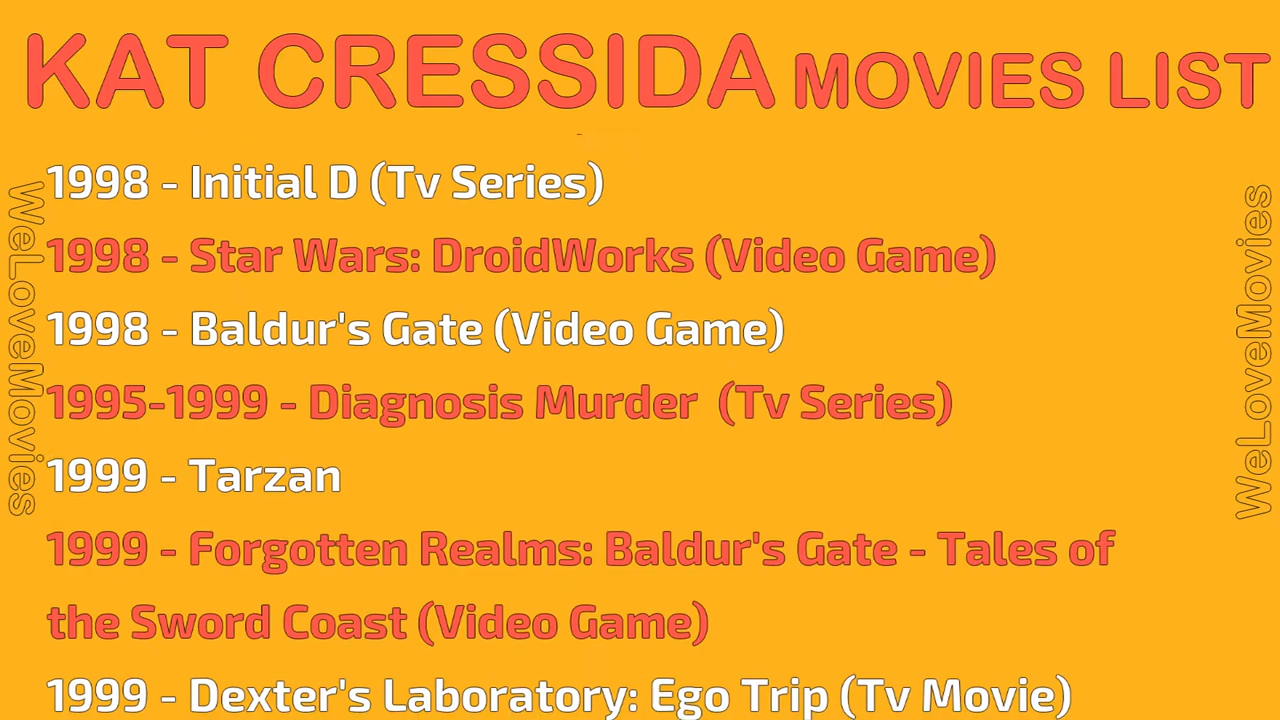 KAT CRESSIDA MOVIES LIST
1998 - Initial D (Tv Series)
1998 - Star Wars: DroidWorks (Video Game)
1998 - Baldur's Gate (Video Game)
1995-1999 - Diagnosis Murder (Tv Series)
1999 - Tarzan
1999 - Forgotten Realms: Baldur's Gate - Tales of
the Sword Coast (Video Game)
1999 - Dexter's Laboratory: Ego Trip (Tv Movie)
WeLoveMovies
WeLoveMovies